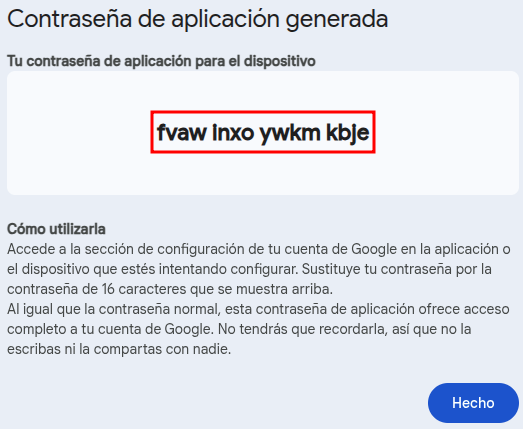 Contraseña de aplicación generada
Tu contraseña de aplicación para el dispositivo
fvaw inxo ywkm kbje
Cómo utilizarla
Accede a la sección de configuración de tu cuenta de Google en la aplicación o
el dispositivo que estés intentando configurar. Sustituye tu contraseña por la
contraseña de 16 caracteres que se muestra arriba.
Al igual que la contraseña normal, esta contraseña de aplicación ofrece acceso
completo a tu cuenta de Google. No tendrás que recordarla, así que no la
escribas ni la compartas con nadie.
Hecho